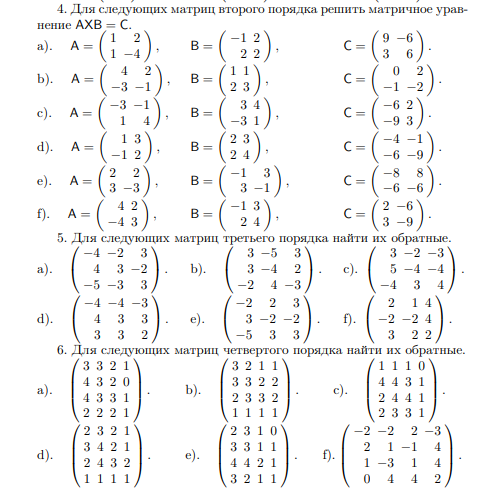 4. Для следующих матриц второго порядка решить матричное урав-
нение AXB = C.
a). A = ( 1 2 ; 1 −4 ), B = ( −1 2 ; 2 2 ), C = ( 9 −6 ; 3 6 ).
b). A = ( 4 2 ; −3 −1 ), B = ( 1 1 ; 2 3 ), C = ( 0 2 ; −1 −2 ).
c). A = ( −3 −1 ; 1 4 ), B = ( 3 4 ; −3 1 ), C = ( −6 2 ; −9 3 ).
d). A = ( 1 3 ; −1 2 ), B = ( 2 3 ; 2 4 ), C = ( −4 −1 ; −6 −9 ).
e). A = ( 2 2 ; 3 −3 ), B = ( −1 3 ; 3 −1 ), C = ( −8 8 ; −6 −6 ).
f). A = ( 4 2 ; −4 3 ), B = ( −1 3 ; 2 4 ), C = ( 2 −6 ; 3 −9 ).
5. Для следующих матриц третьего порядка найти их обратные.
a). ( −4 −2 3 ; 4 3 −2 ; −5 −3 3 ). b). ( 3 −5 3 ; 3 −4 2 ; −2 4 −3 ). c). ( 3 −2 −3 ; 5 −4 −4 ; −4 3 4 ).
d). ( −4 −4 −3 ; 4 3 3 ; 3 3 2 ). e). ( −2 2 3 ; 3 −2 −2 ; −5 3 3 ). f). ( 2 1 4 ; −2 −2 4 ; 3 2 2 ).
6. Для следующих матриц четвертого порядка найти их обратные.
a). ( 3 3 2 1 ; 4 3 2 0 ; 4 3 3 1 ; 2 2 2 1 ). b). ( 3 2 1 1 ; 3 3 2 2 ; 2 3 3 2 ; 1 1 1 1 ). c). ( 1 1 1 0 ; 4 4 3 1 ; 2 4 4 1 ; 2 3 3 1 ).
d). ( 2 3 2 1 ; 3 4 2 1 ; 2 4 3 2 ; 1 1 1 1 ). e). ( 2 3 1 0 ; 3 3 1 1 ; 4 4 2 1 ; 3 2 1 1 ). f). ( −2 −2 2 −3 ; 2 1 −1 4 ; 1 −3 1 4 ; 0 4 4 2 ).